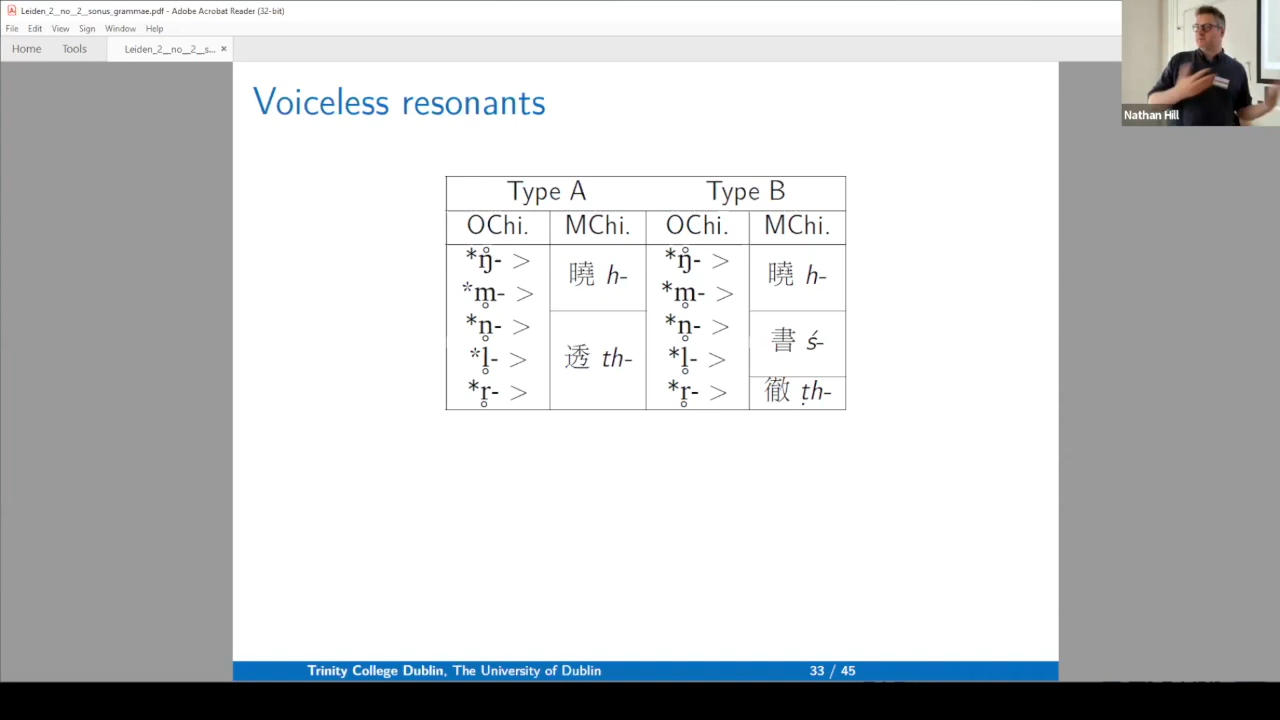 Leiden_2__no__2__sonus_grammae.pdf - Adobe Acrobat Reader (32-bit)
File Edit View Sign Window Help
Home Tools Leiden_2__no__2__s... ×
Nathan Hill
Voiceless resonants
Type A Type B
OChi. MChi. OChi. MChi.
*ŋ̊- > 曉 h- *ŋ̊- > 曉 h-
*m̥- > *m̥- >
*n̥- > 透 th- *n̥- > 書 ś-
*l̥- > *l̥- >
*r̥- > *r̥- > 徹 ṭh-
Trinity College Dublin, The University of Dublin 33 / 45